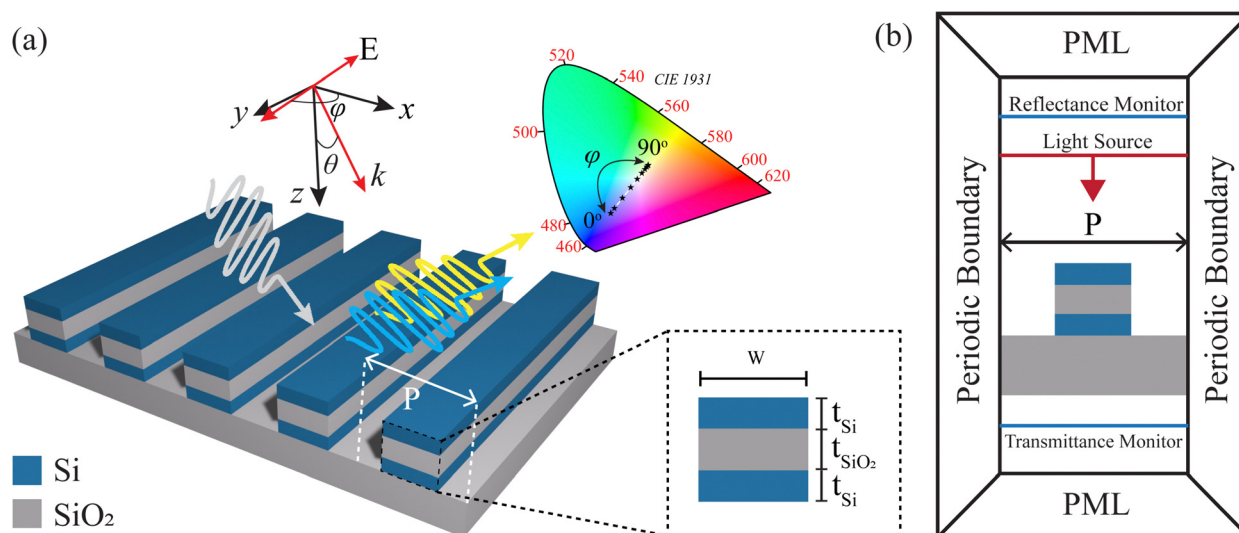 (a)
E
y
φ
x
θ
z
k
CIE 1931
520
540
560
500
580
600
620
480
460
φ
90°
0°
P
Si
SiO₂
W
t_Si
t_SiO₂
t_Si
(b)
PML
Reflectance Monitor
Light Source
P
Periodic Boundary
Periodic Boundary
Transmittance Monitor
PML